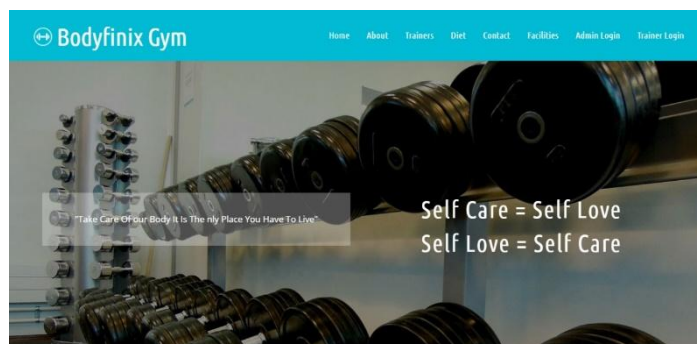 Bodyfinix Gym
Home About Trainers Diet Contact Facilities Admin Login Trainer Login
"Take Care Of our Body It Is The nly Place You Have To Live"
Self Care = Self Love
Self Love = Self Care